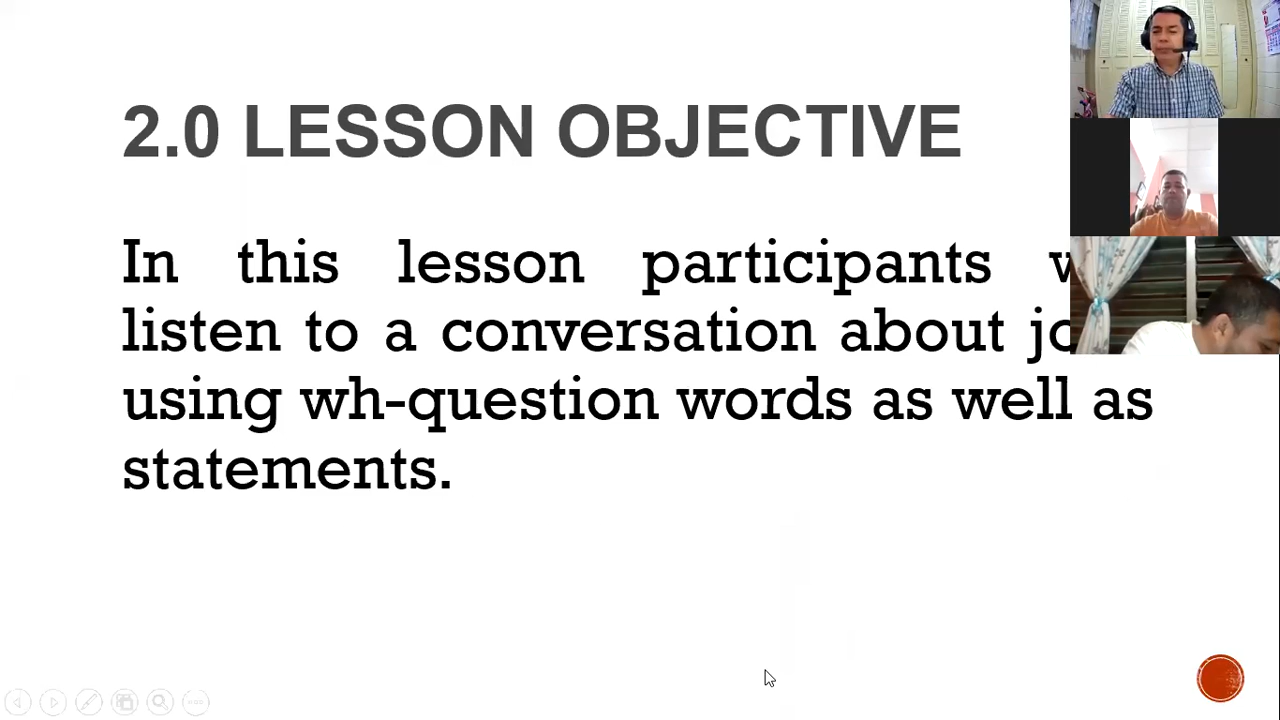 2.0 LESSON OBJECTIVE
In this lesson participants
listen to a conversation about
using wh-question words as well as
statements.